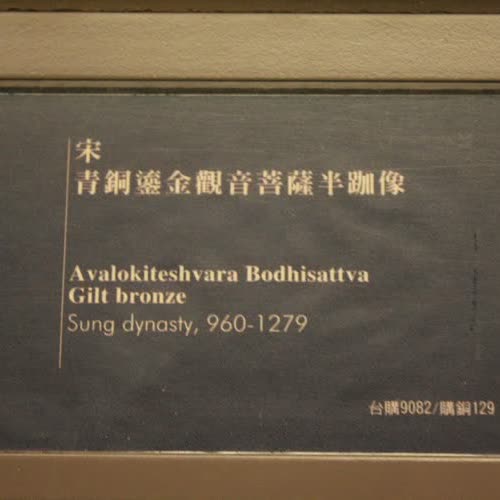 宋
青銅鎏金觀音菩薩半跏像
Avalokiteshvara Bodhisattva
Gilt bronze
Sung dynasty, 960-1279
台購9082/購銅129